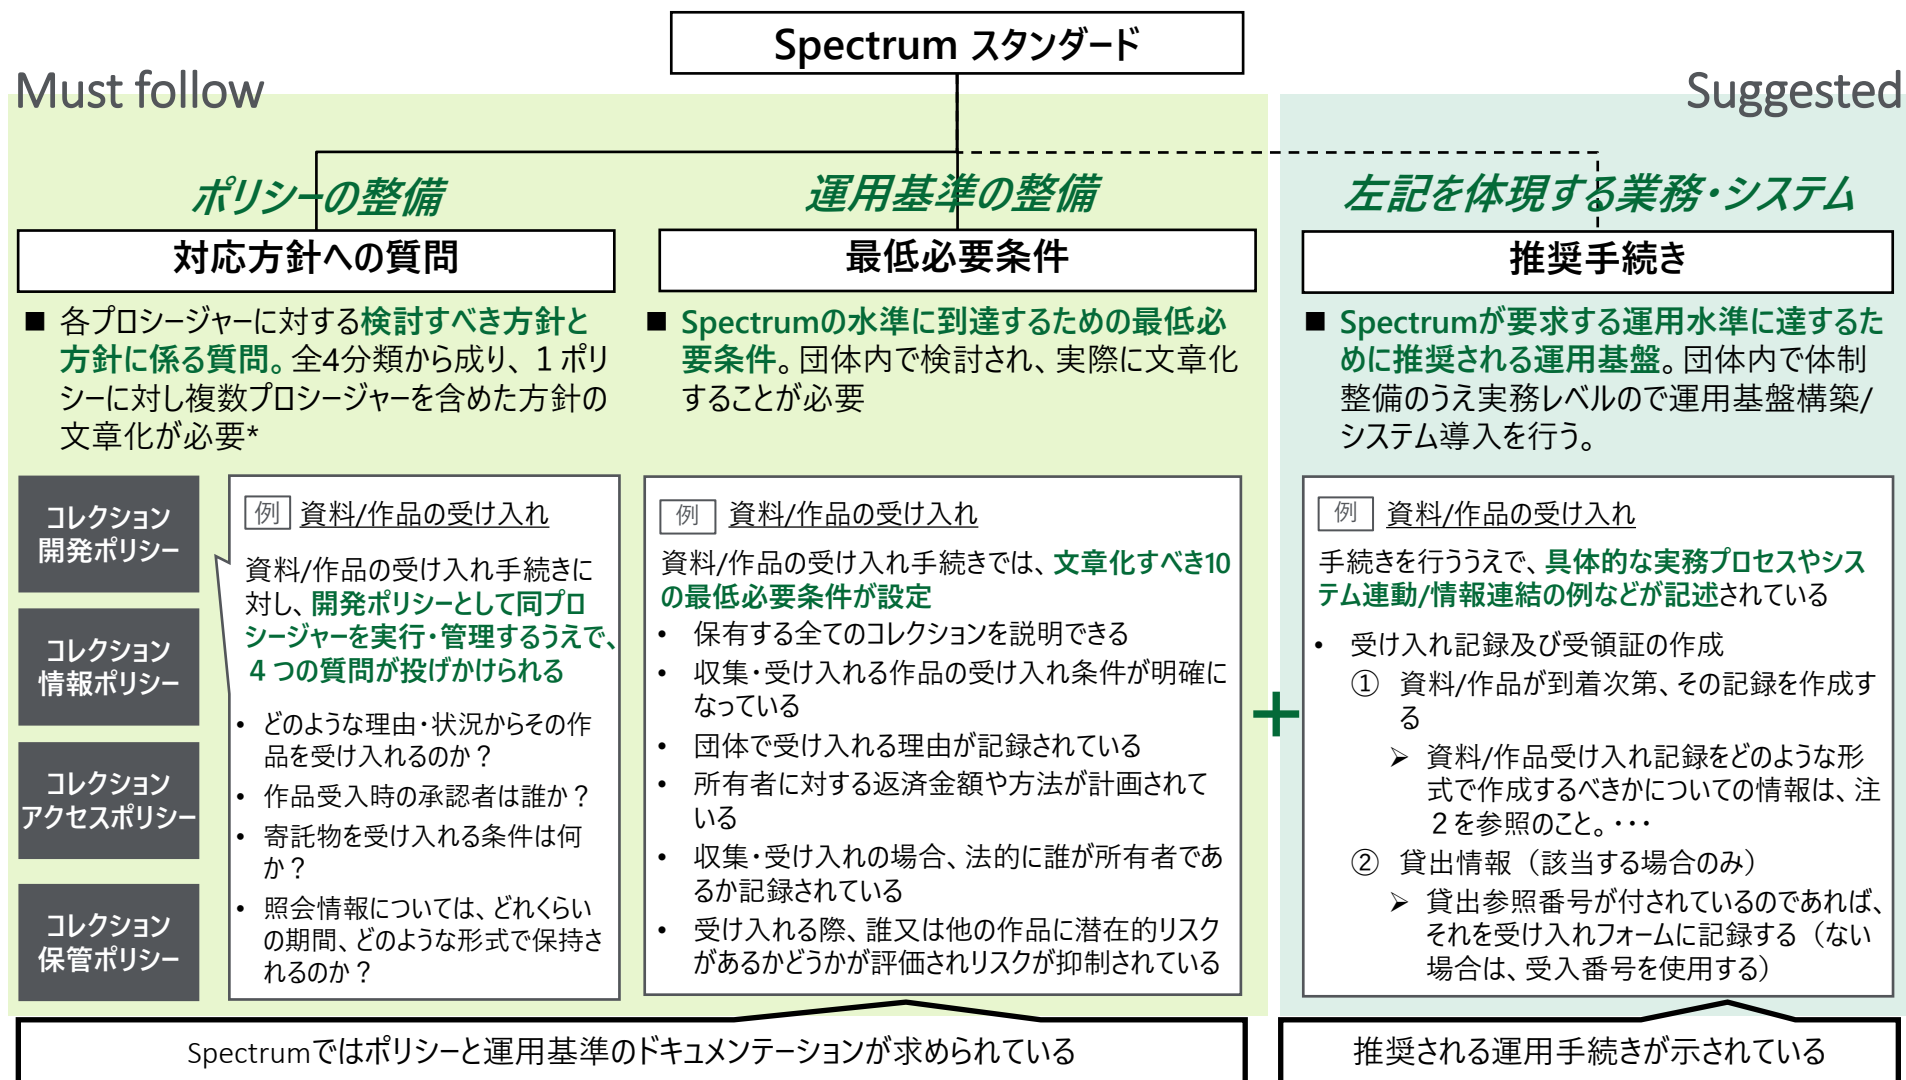 Spectrum スタンダード
Must follow
Suggested
ポリシーの整備
対応方針への質問
■ 各プロシージャーに対する検討すべき方針と
方針に係る質問。全4分類から成り、１ポリ
シーに対し複数プロシージャーを含めた方針の
文章化が必要*
コレクション
開発ポリシー
コレクション
情報ポリシー
コレクション
アクセスポリシー
コレクション
保管ポリシー
例 資料/作品の受け入れ
資料/作品の受け入れ手続きに
対し、開発ポリシーとして同プロ
シージャーを実行・管理するうえで、
４つの質問が投げかけられる
• どのような理由・状況からその作
品を受け入れるのか？
• 作品受入時の承認者は誰か？
• 寄託物を受け入れる条件は何
か？
• 照会情報については、どれくらい
の期間、どのような形式で保持さ
れるのか？
運用基準の整備
最低必要条件
■ Spectrumの水準に到達するための最低必
要条件。団体内で検討され、実際に文章化
することが必要
例 資料/作品の受け入れ
資料/作品の受け入れ手続きでは、文章化すべき10
の最低必要条件が設定
• 保有する全てのコレクションを説明できる
• 収集・受け入れる作品の受け入れ条件が明確に
なっている
• 団体で受け入れる理由が記録されている
• 所有者に対する返済金額や方法が計画されて
いる
• 収集・受け入れの場合、法的に誰が所有者であ
るか記録されている
• 受け入れる際、誰又は他の作品に潜在的リスク
があるかどうかが評価されリスクが抑制されている
Spectrumではポリシーと運用基準のドキュメンテーションが求められている
+
左記を体現する業務・システム
推奨手続き
■ Spectrumが要求する運用水準に達するた
めに推奨される運用基盤。団体内で体制
整備のうえ実務レベルので運用基盤構築/
システム導入を行う。
例 資料/作品の受け入れ
手続きを行ううえで、具体的な実務プロセスやシス
テム連動/情報連結の例などが記述されている
• 受け入れ記録及び受領証の作成
① 資料/作品が到着次第、その記録を作成す
る
➢ 資料/作品受け入れ記録をどのような形
式で作成するべきかについての情報は、注
２を参照のこと。・・・
② 貸出情報（該当する場合のみ）
➢ 貸出参照番号が付されているのであれば、
それを受け入れフォームに記録する（ない
場合は、受入番号を使用する）
推奨される運用手続きが示されている